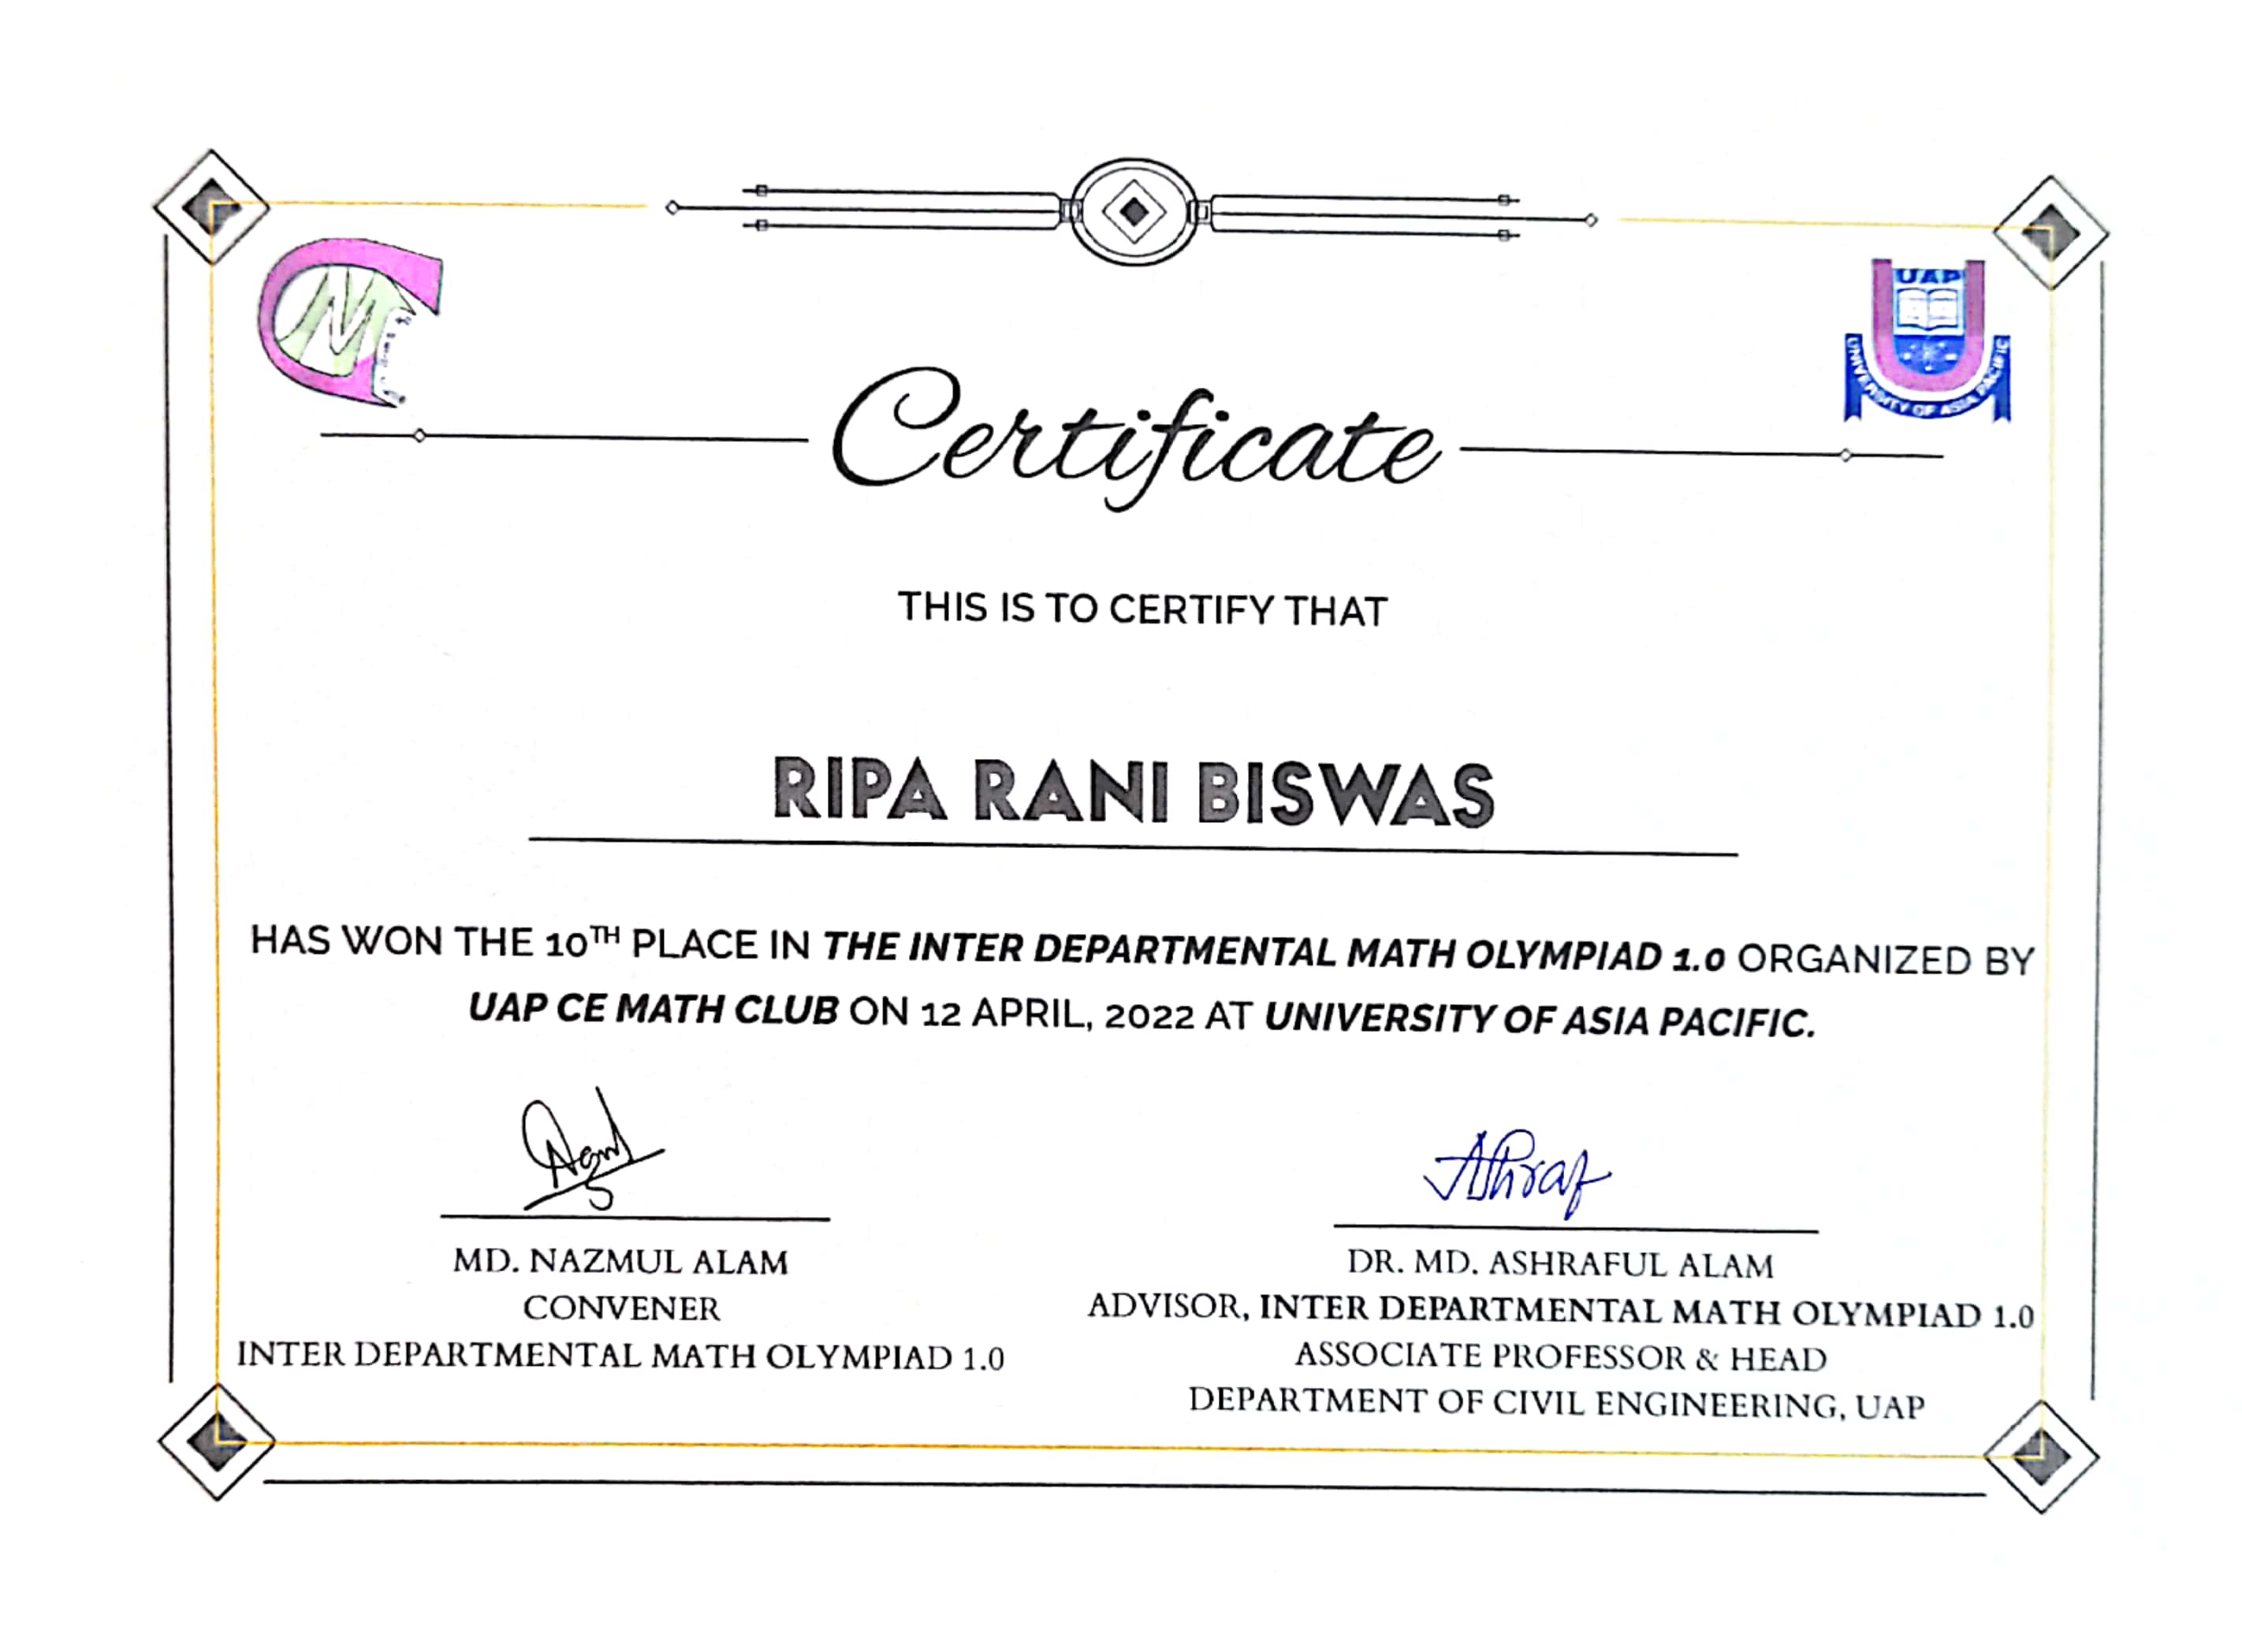 UAP
UNIVERSITY OF ASIA PACIFIC
Certificate
THIS IS TO CERTIFY THAT
RIPA RANI BISWAS
HAS WON THE 10TH PLACE IN THE INTER DEPARTMENTAL MATH OLYMPIAD 1.0 ORGANIZED BY
UAP CE MATH CLUB ON 12 APRIL, 2022 AT UNIVERSITY OF ASIA PACIFIC.
Ashraf
MD. NAZMUL ALAM
CONVENER
INTER DEPARTMENTAL MATH OLYMPIAD 1.0
DR. MD. ASHRAFUL ALAM
ADVISOR, INTER DEPARTMENTAL MATH OLYMPIAD 1.0
ASSOCIATE PROFESSOR & HEAD
DEPARTMENT OF CIVIL ENGINEERING, UAP